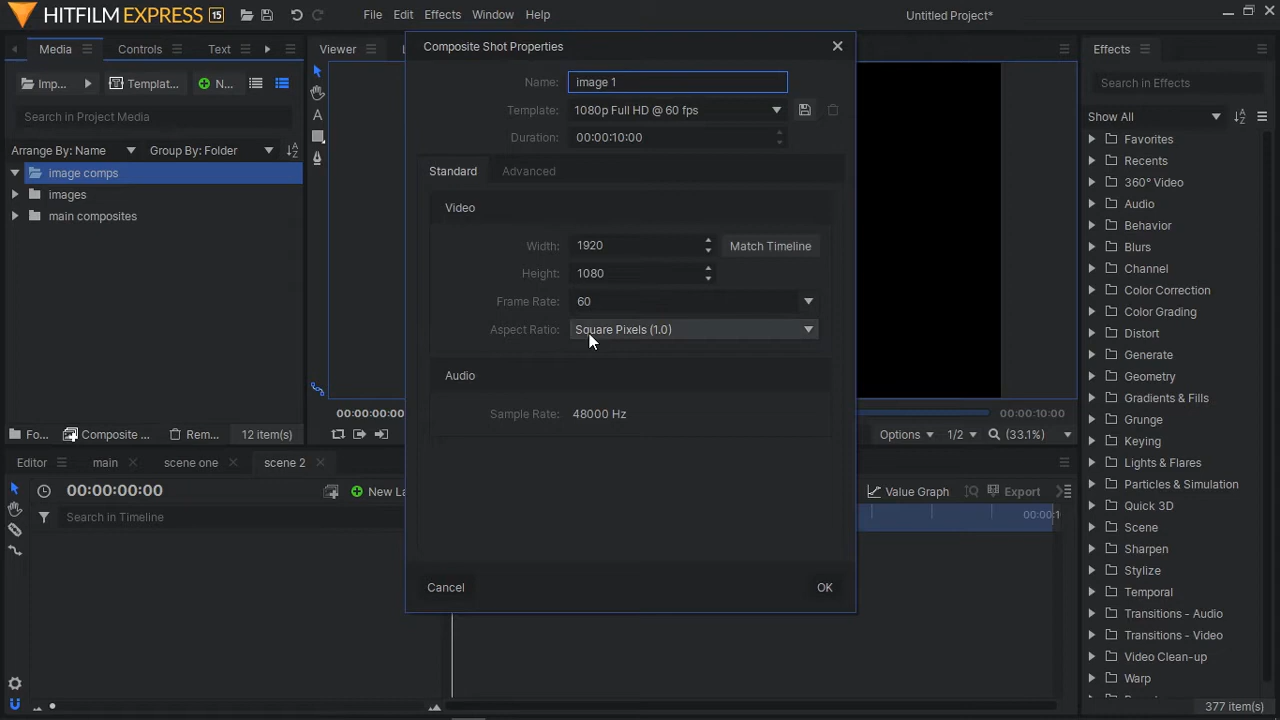 HITFILM EXPRESS 15
File Edit Effects Window Help
Untitled Project*
Media Controls Text
Viewer
Effects
Imp... Templat... N...
Search in Project Media
Arrange By: Name Group By: Folder
image comps
images
main composites
Fo... Composite ... Rem... 12 item(s)
Composite Shot Properties
Name: image 1
Template: 1080p Full HD @ 60 fps
Duration: 00:00:10:00
Standard Advanced
Video
Width: 1920 Match Timeline
Height: 1080
Frame Rate: 60
Aspect Ratio: Square Pixels (1.0)
Audio
Sample Rate: 48000 Hz
Cancel OK
00:00:00:00
00:00:10:00
Options 1/2 (33.1%)
Editor main scene one scene 2
00:00:00:00 New La
Value Graph Export
Search in Timeline
00:00:1
Search in Effects
Show All
Favorites
Recents
360° Video
Audio
Behavior
Blurs
Channel
Color Correction
Color Grading
Distort
Generate
Geometry
Gradients & Fills
Grunge
Keying
Lights & Flares
Particles & Simulation
Quick 3D
Scene
Sharpen
Stylize
Temporal
Transitions - Audio
Transitions - Video
Video Clean-up
Warp
377 item(s)